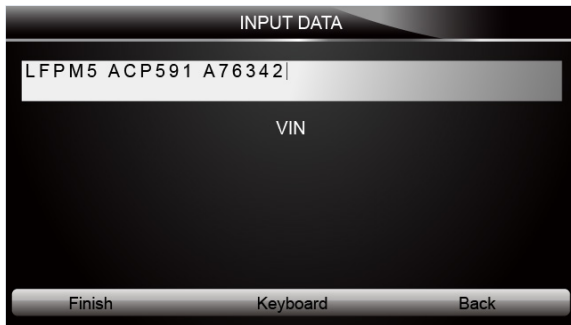 INPUT DATA
LFPM5 ACP591 A76342
VIN
Finish Keyboard Back